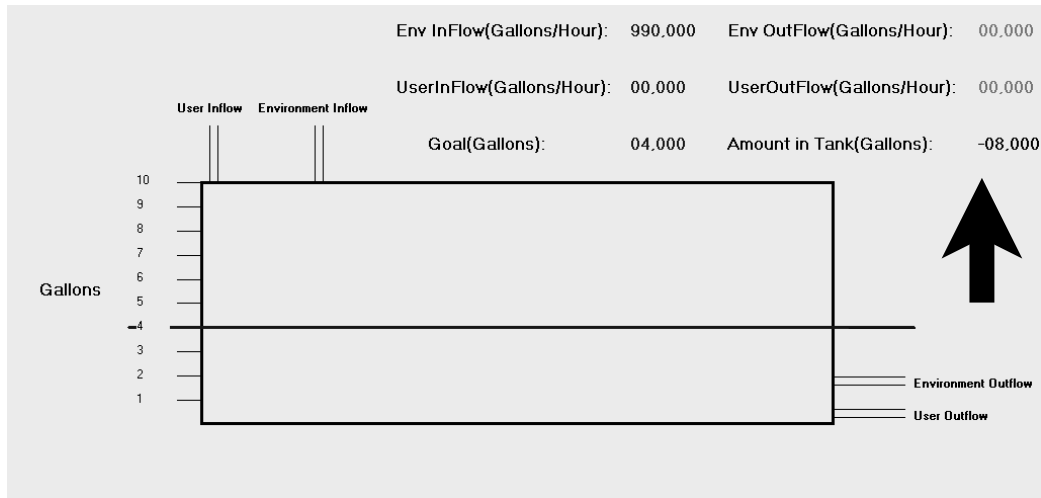 Env InFlow(Gallons/Hour): 990,000 Env OutFlow(Gallons/Hour): 00,000
UserInFlow(Gallons/Hour): 00,000 UserOutFlow(Gallons/Hour): 00,000
User Inflow Environment Inflow
Goal(Gallons): 04,000 Amount in Tank(Gallons): -08,000
10
9
8
7
6
Gallons
5
4
3
2
Environment Outflow
1
User Outflow